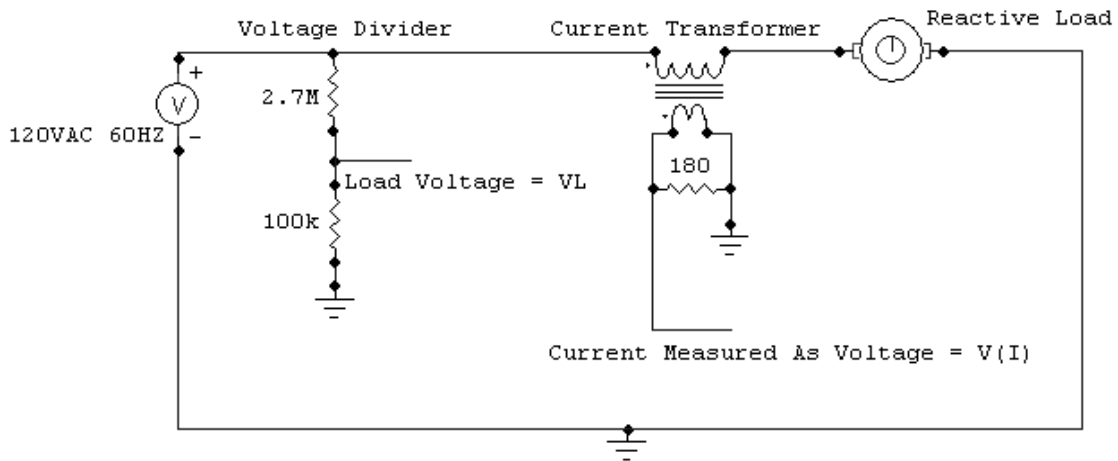 Reactive Load
Voltage Divider
Current Transformer
+
2.7M
V
120VAC 60HZ
-
180
Load Voltage = VL
100k
Current Measured As Voltage = V(I)